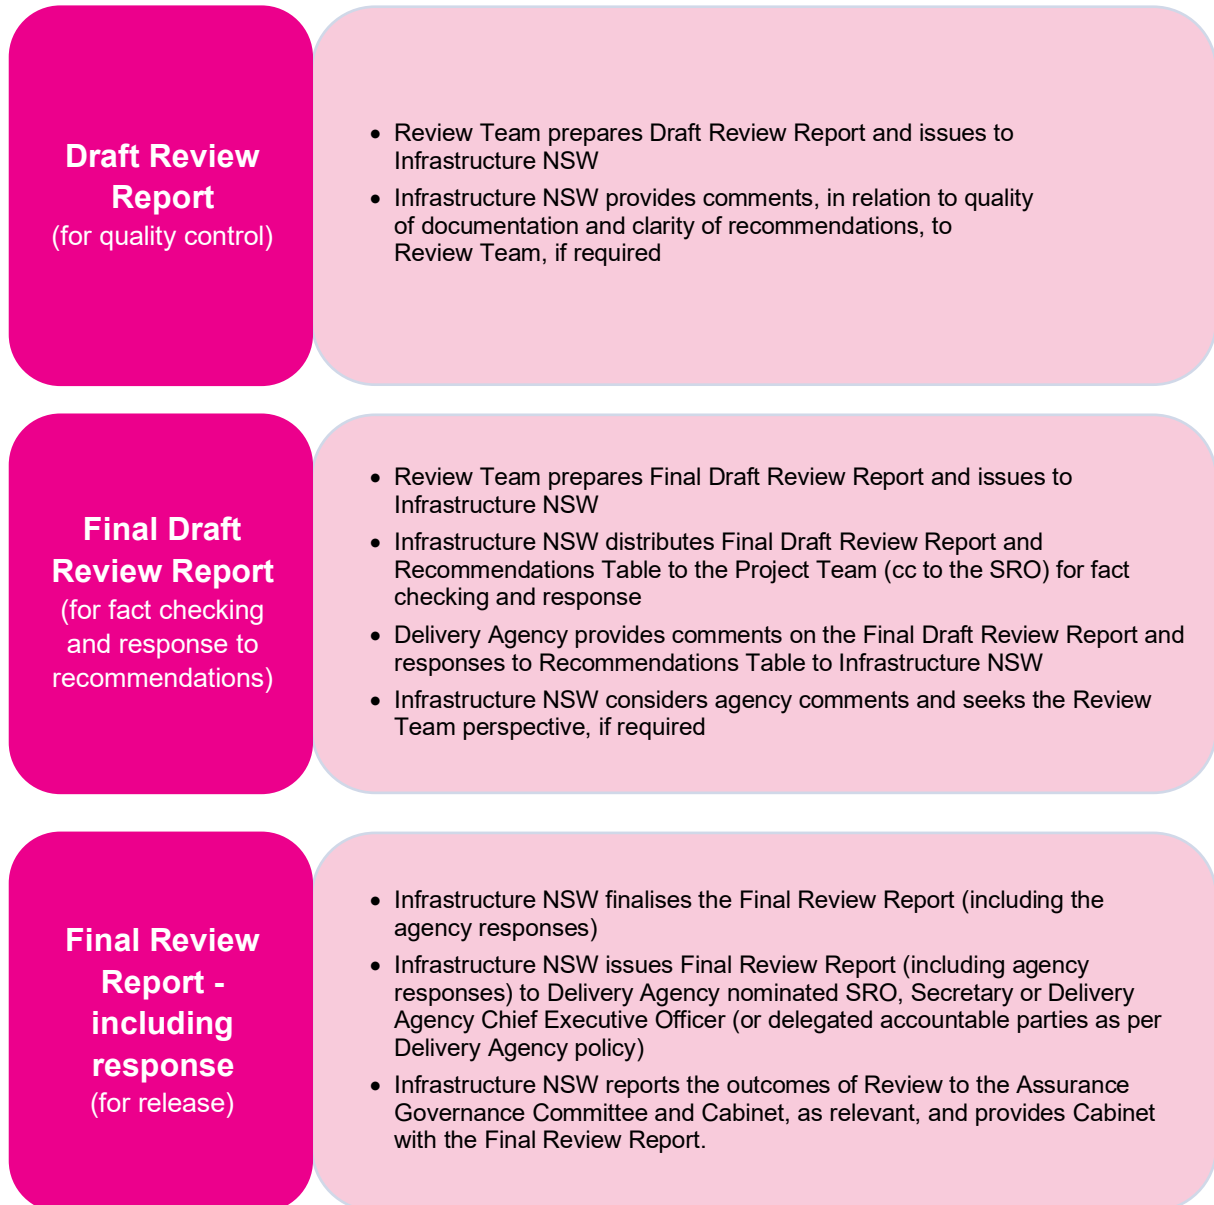 Draft Review
Report
(for quality control)
• Review Team prepares Draft Review Report and issues to
Infrastructure NSW
• Infrastructure NSW provides comments, in relation to quality
of documentation and clarity of recommendations, to
Review Team, if required
Final Draft
Review Report
(for fact checking
and response to
recommendations)
• Review Team prepares Final Draft Review Report and issues to
Infrastructure NSW
• Infrastructure NSW distributes Final Draft Review Report and
Recommendations Table to the Project Team (cc to the SRO) for fact
checking and response
• Delivery Agency provides comments on the Final Draft Review Report and
responses to Recommendations Table to Infrastructure NSW
• Infrastructure NSW considers agency comments and seeks the Review
Team perspective, if required
Final Review
Report -
including
response
(for release)
• Infrastructure NSW finalises the Final Review Report (including the
agency responses)
• Infrastructure NSW issues Final Review Report (including agency
responses) to Delivery Agency nominated SRO, Secretary or Delivery
Agency Chief Executive Officer (or delegated accountable parties as per
Delivery Agency policy)
• Infrastructure NSW reports the outcomes of Review to the Assurance
Governance Committee and Cabinet, as relevant, and provides Cabinet
with the Final Review Report.